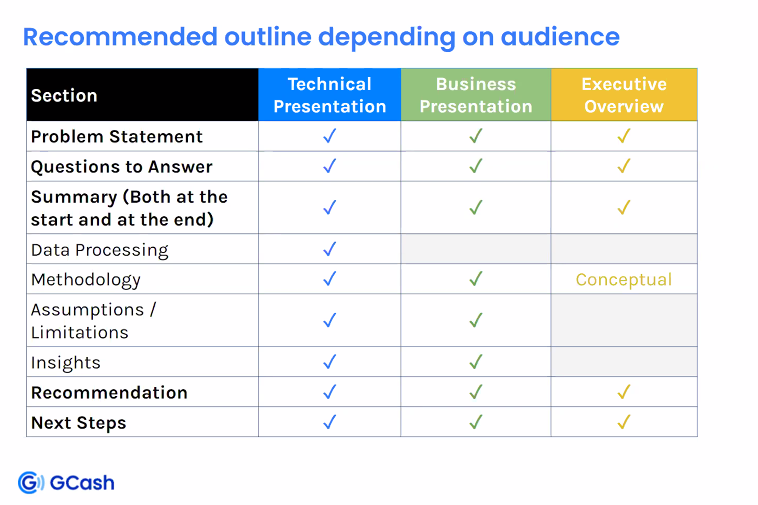 Recommended outline depending on audience
Section
Technical
Presentation
Business
Presentation
Executive
Overview
Problem Statement ✓ ✓ ✓
Questions to Answer ✓ ✓ ✓
Summary (Both at the
start and at the end) ✓ ✓ ✓
Data Processing ✓
Methodology ✓ ✓ Conceptual
Assumptions /
Limitations ✓ ✓
Insights ✓ ✓
Recommendation ✓ ✓ ✓
Next Steps ✓ ✓ ✓
GCash